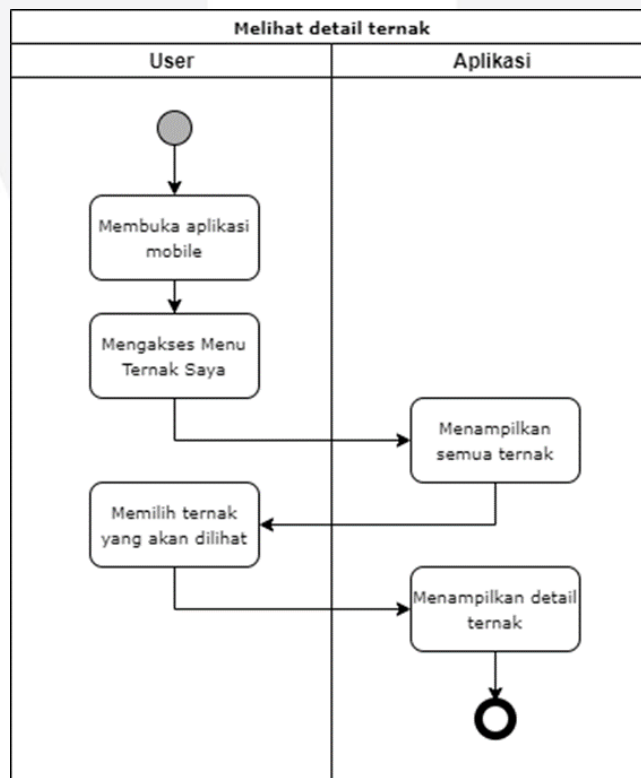 Melihat detail ternak
User
Aplikasi
Membuka aplikasi
mobile
Mengakses Menu
Ternak Saya
Menampilkan
semua ternak
Memilih ternak
yang akan dilihat
Menampilkan detail
ternak